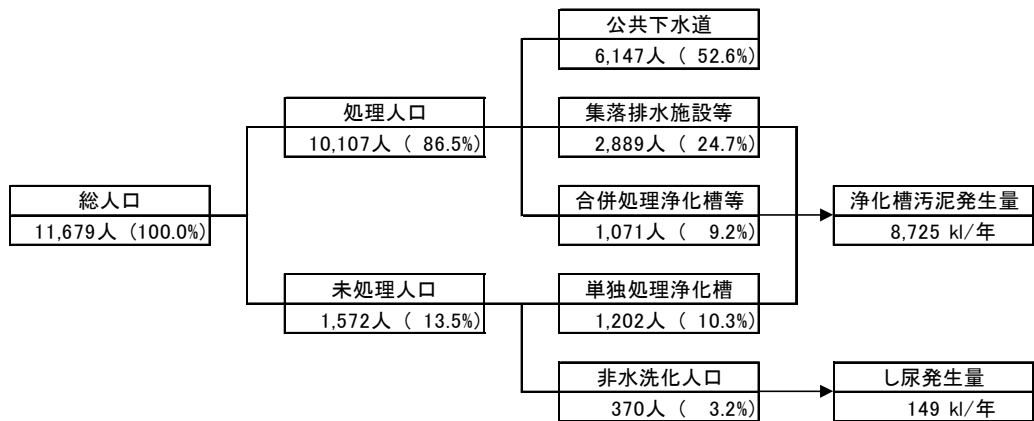 公共下水道
6,147人 ( 52.6%)
処理人口
10,107人 ( 86.5%)
集落排水施設等
2,889人 ( 24.7%)
総人口
11,679人 (100.0%)
合併処理浄化槽等
1,071人 ( 9.2%)
浄化槽汚泥発生量
8,725 kl/年
未処理人口
1,572人 ( 13.5%)
単独処理浄化槽
1,202人 ( 10.3%)
非水洗化人口
370人 ( 3.2%)
し尿発生量
149 kl/年